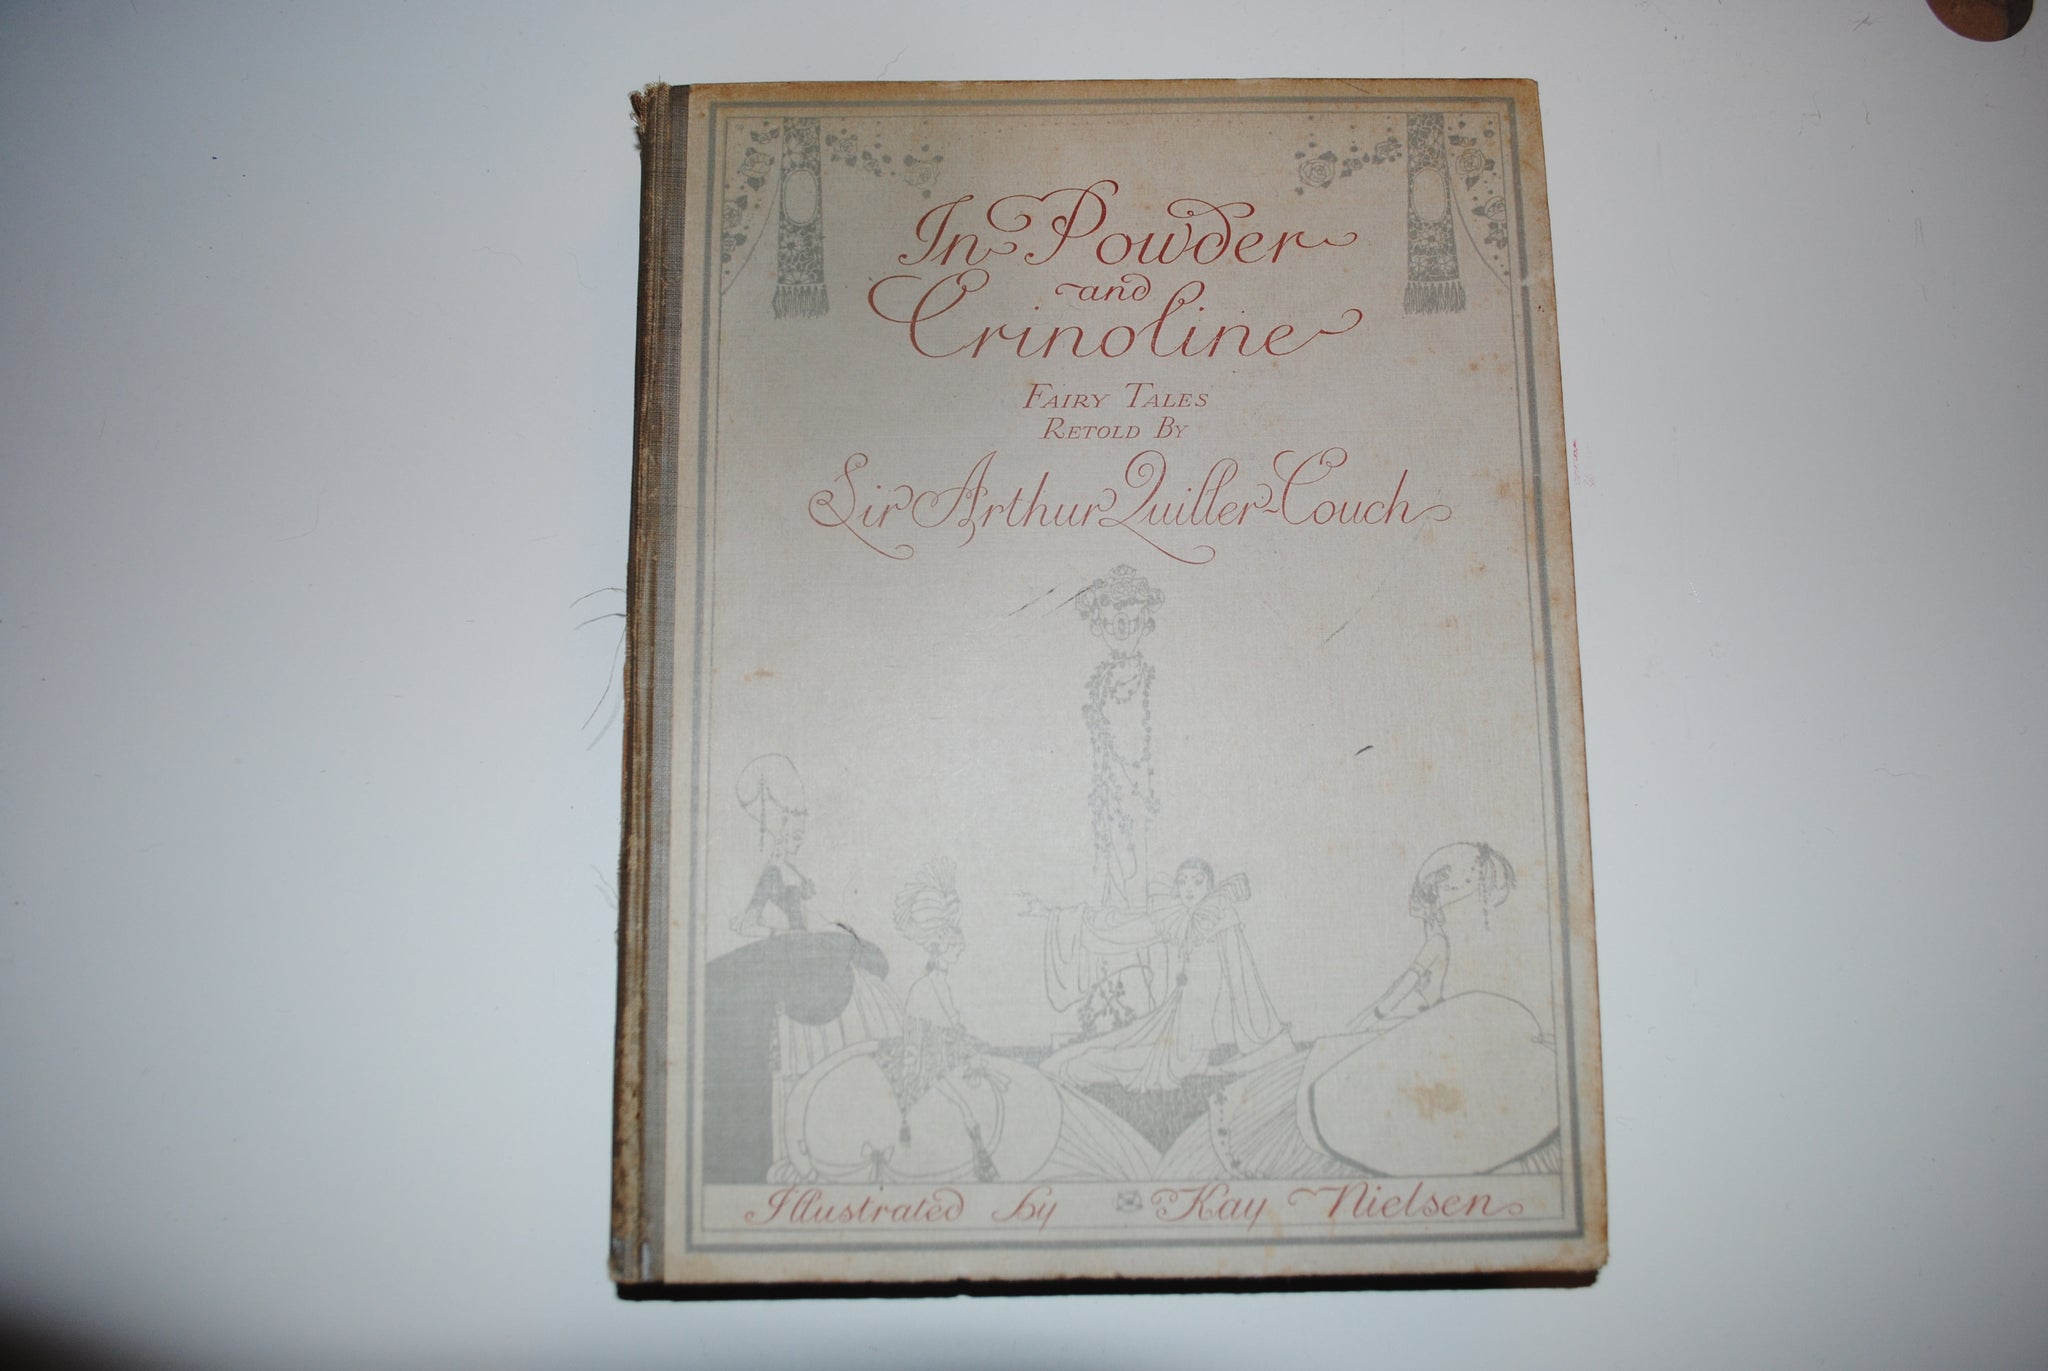 In Powder
and
Crinoline
Fairy Tales
Retold By
Sir Arthur Quiller-Couch
Illustrated by Kay Nielsen